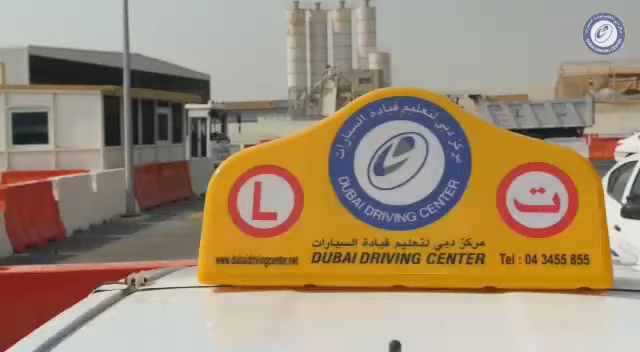 مركز دبي لتعليم قيادة السيارات
DUBAI DRIVING CENTER
L
ت
مركز دبي لتعليم قيادة السيارات
www.dubaidrivingcenter.net
DUBAI DRIVING CENTER
Tel : 04 3455 855